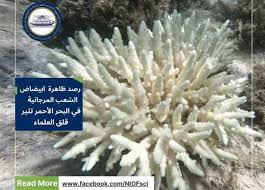 رصد ظاهرة ابيضاض
الشعب المرجانية
في البحر الأحمر تثير
قلق العلماء
Read More
www.facebook.com/NIOFsci